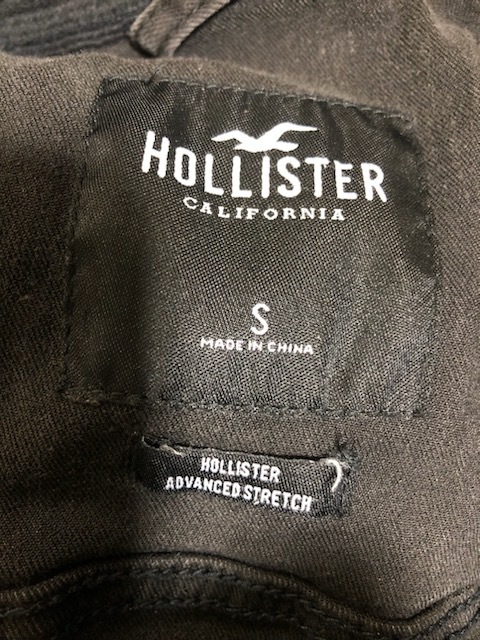 HOLLISTER
CALIFORNIA
S
MADE IN CHINA
HOLLISTER
ADVANCED STRETCH